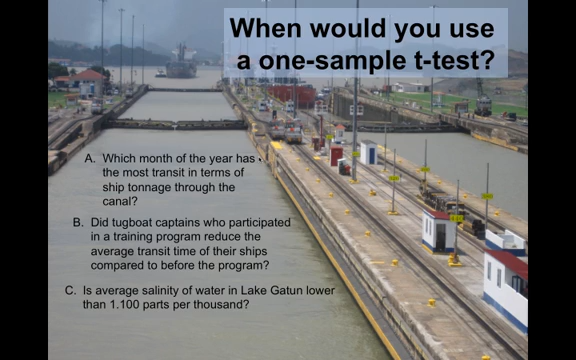 When would you use
a one-sample t-test?
A. Which month of the year has
the most transit in terms of
ship tonnage through the
canal?
B. Did tugboat captains who participated
in a training program reduce the
average transit time of their ships
compared to before the program?
C. Is average salinity of water in Lake Gatun lower
than 1.100 parts per thousand?